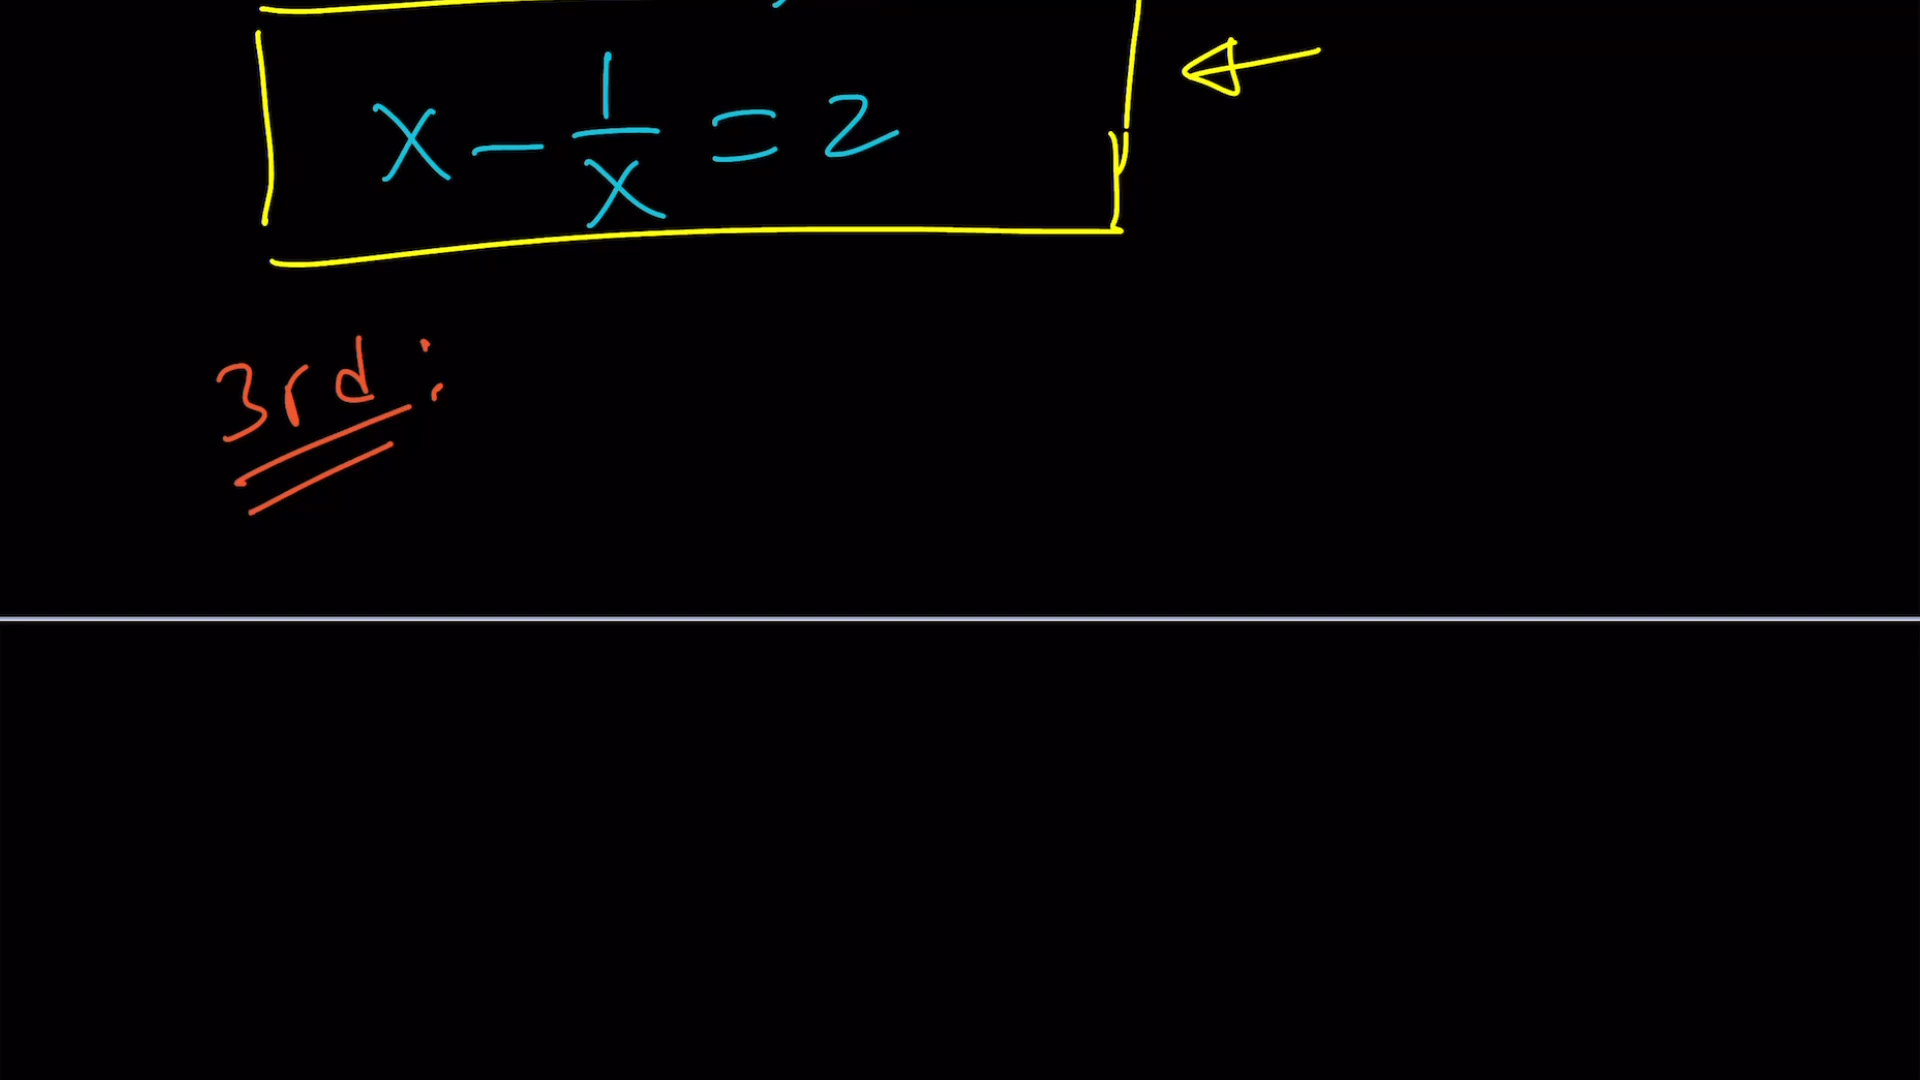 x - 1/x = 2
3rd: